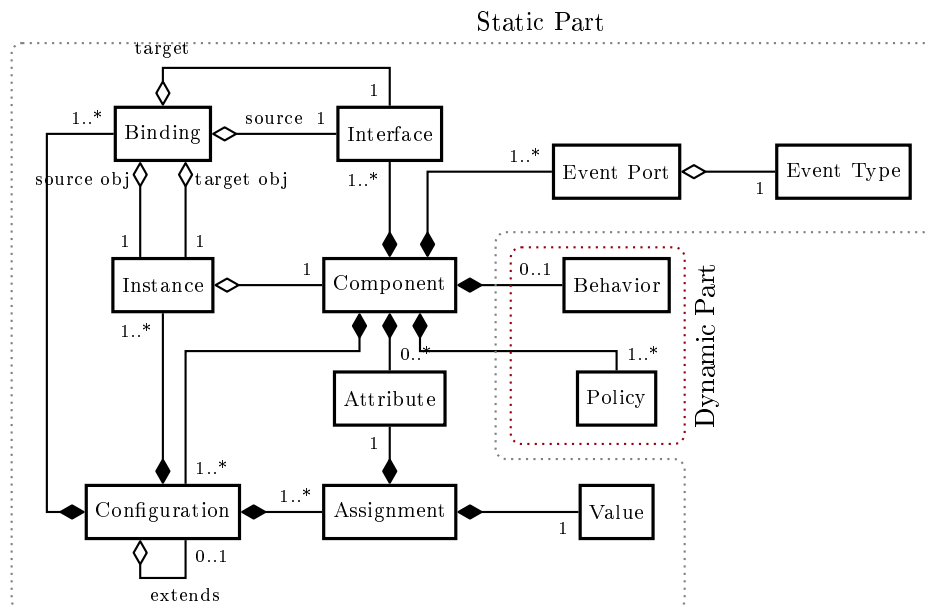 Static Part
target
1
1..*
source 1
Binding
Interface
1..*
Event Port
Event Type
source obj
target obj
1..*
1
1
1
1
0..1
Instance
Component
Behavior
Dynamic Part
1..*
0..*
1..*
Attribute
Policy
1
1..*
1..*
Configuration
Assignment
Value
1
0..1
extends